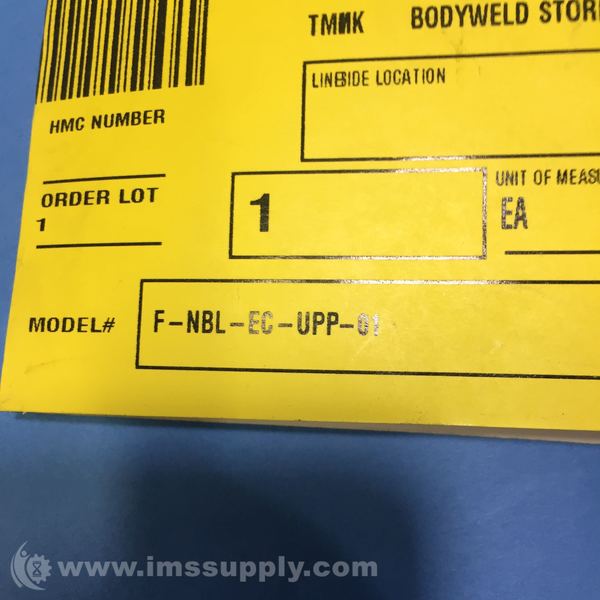 TMMK BODYWELD STOR
LINESIDE LOCATION
HMC NUMBER
ORDER LOT
1
1
UNIT OF MEASU
EA
MODEL# F-NBL-EC-UPP-01
www.imssupply.com